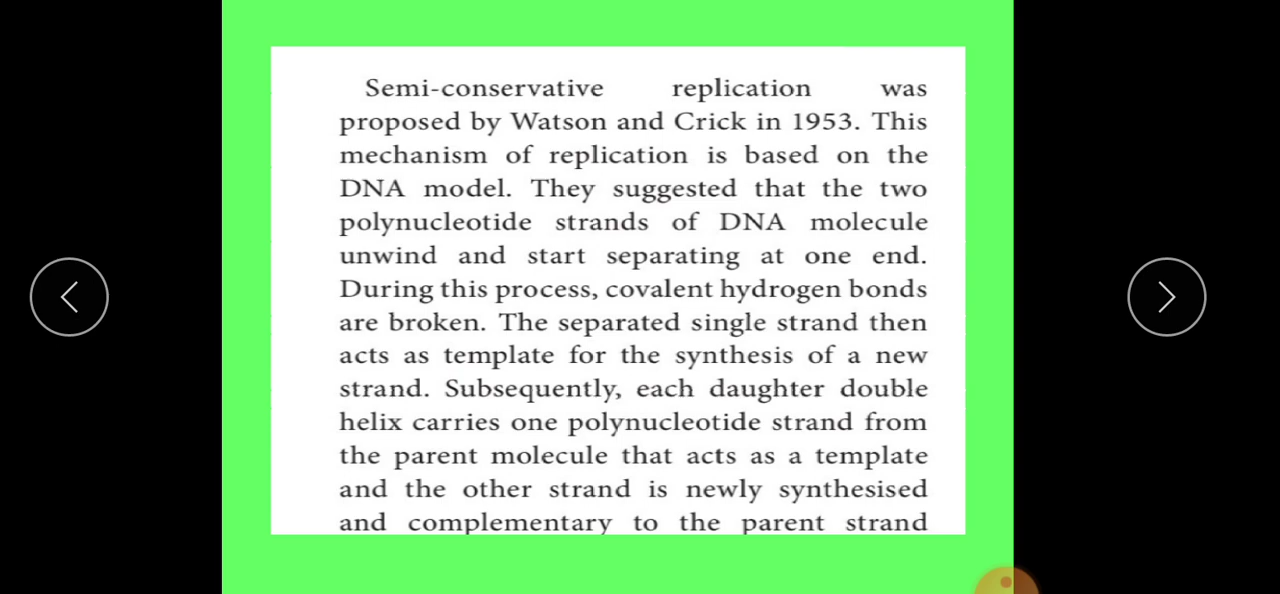 Semi-conservative replication was
proposed by Watson and Crick in 1953. This
mechanism of replication is based on the
DNA model. They suggested that the two
polynucleotide strands of DNA molecule
unwind and start separating at one end.
During this process, covalent hydrogen bonds
are broken. The separated single strand then
acts as template for the synthesis of a new
strand. Subsequently, each daughter double
helix carries one polynucleotide strand from
the parent molecule that acts as a template
and the other strand is newly synthesised
and complementary to the parent strand